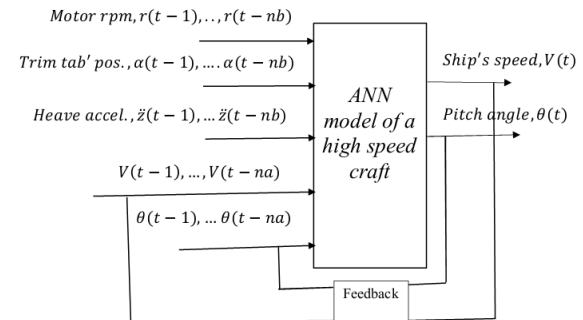 Motor rpm, r(t − 1), . . , r(t − nb)
Trim tab′ pos. , α(t − 1), … . α(t − nb)
Heave accel. , z̈(t − 1), … z̈(t − nb)
V(t − 1), … , V(t − na)
θ(t − 1), … θ(t − na)
ANN
model of a
high speed
craft
Ship's speed, V(t)
Pitch angle, θ(t)
Feedback